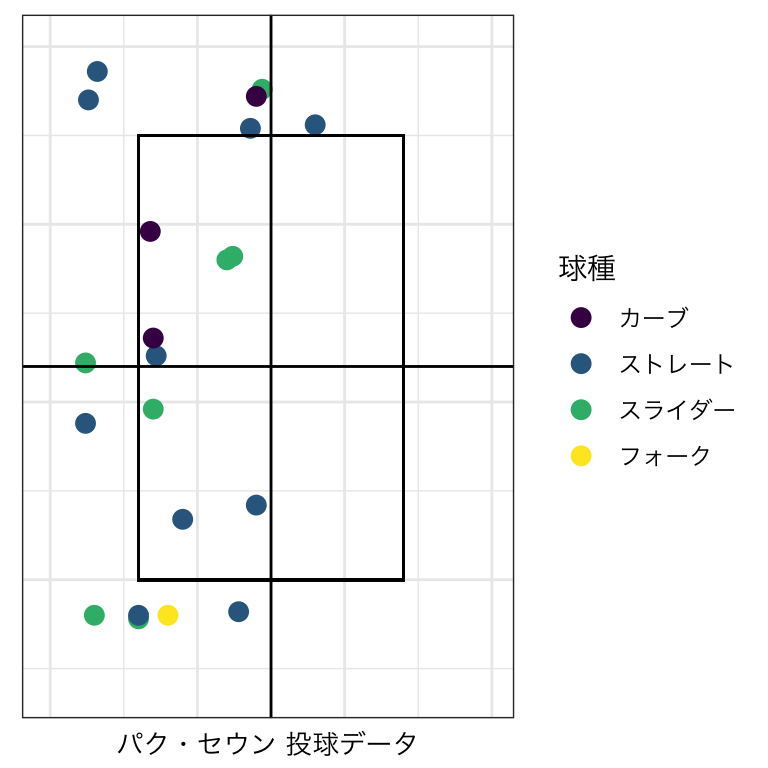 球種
カーブ
ストレート
スライダー
フォーク
パク・セウン 投球データ